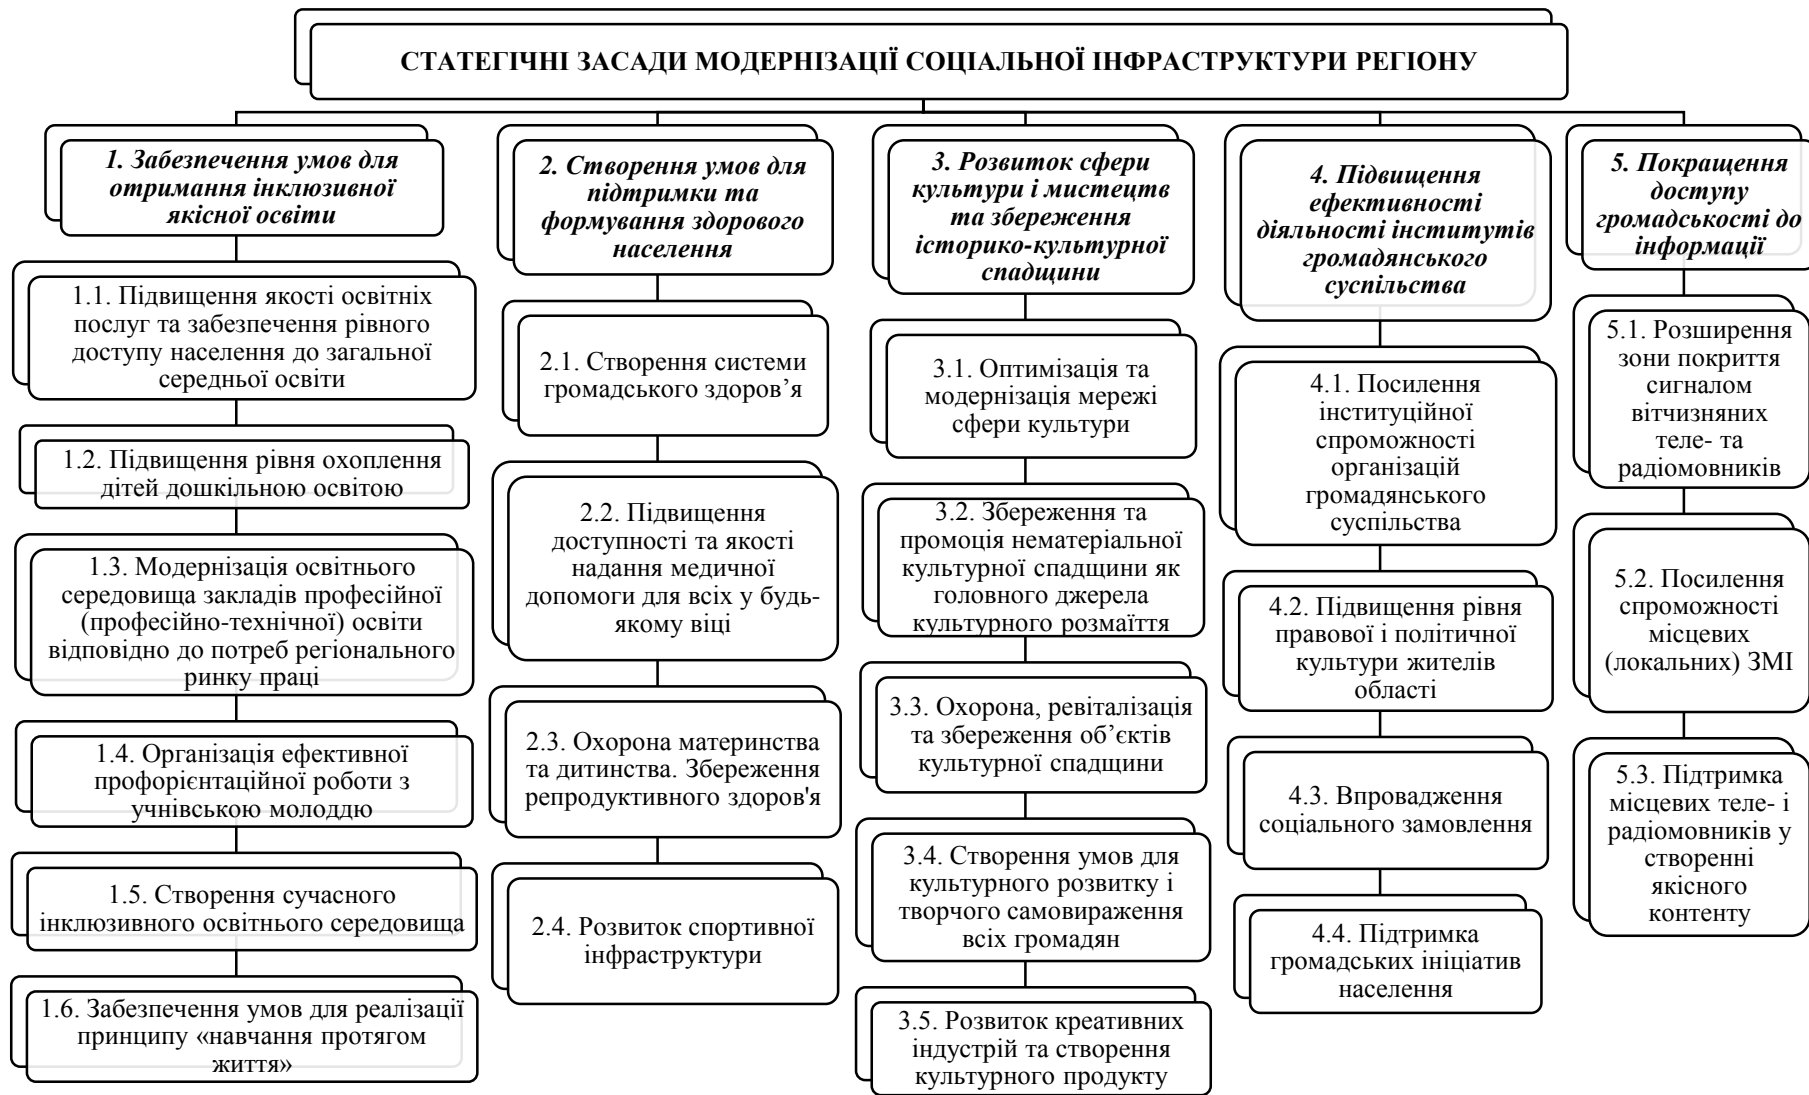 СТАТЕГІЧНІ ЗАСАДИ МОДЕРНІЗАЦІЇ СОЦІАЛЬНОЇ ІНФРАСТРУКТУРИ РЕГІОНУ
1. Забезпечення умов для
отримання інклюзивної
якісної освіти
1.1. Підвищення якості освітніх
послуг та забезпечення рівного
доступу населення до загальної
середньої освіти
1.2. Підвищення рівня охоплення
дітей дошкільною освітою
1.3. Модернізація освітнього
середовища закладів професійної
(професійно-технічної) освіти
відповідно до потреб регіонального
ринку праці
1.4. Організація ефективної
профорієнтаційної роботи з
учнівською молоддю
1.5. Створення сучасного
інклюзивного освітнього середовища
1.6. Забезпечення умов для реалізації
принципу «навчання протягом
життя»
2. Створення умов для
підтримки та
формування здорового
населення
2.1. Створення системи
громадського здоров’я
2.2. Підвищення
доступності та якості
надання медичної
допомоги для всіх у будь-
якому віці
2.3. Охорона материнства
та дитинства. Збереження
репродуктивного здоров'я
2.4. Розвиток спортивної
інфраструктури
3. Розвиток сфери
культури і мистецтв
та збереження
історико-культурної
спадщини
3.1. Оптимізація та
модернізація мережі
сфери культури
3.2. Збереження та
промоція нематеріальної
культурної спадщини як
головного джерела
культурного розмаїття
3.3. Охорона, ревіталізація
та збереження об’єктів
культурної спадщини
3.4. Створення умов для
культурного розвитку і
творчого самовираження
всіх громадян
3.5. Розвиток креативних
індустрій та створення
культурного продукту
4. Підвищення
ефективності
діяльності інститутів
громадянського
суспільства
4.1. Посилення
інституційної
спроможності
організацій
громадянського
суспільства
4.2. Підвищення рівня
правової і політичної
культури жителів
області
4.3. Впровадження
соціального замовлення
4.4. Підтримка
громадських ініціатив
населення
5. Покращення
доступу
громадськості до
інформації
5.1. Розширення
зони покриття
сигналом
вітчизняних
теле- та
радіомовників
5.2. Посилення
спроможності
місцевих
(локальних) ЗМІ
5.3. Підтримка
місцевих теле- і
радіомовників у
створенні
якісного
контенту